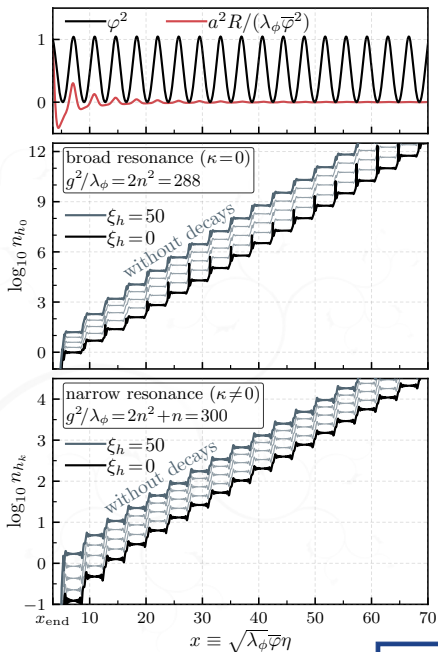 φ² a²R/(λ_φ φ̅²)
1
0
12
broad resonance (κ=0)
g²/λ_φ=2n²=288
9
ξ_h=50
ξ_h=0
without decays
6
3
0
log₁₀ n_{h₀}
narrow resonance (κ≠0)
g²/λ_φ=2n²+n=300
4
3
ξ_h=50
ξ_h=0
without decays
2
1
0
−1
log₁₀ n_{h_k}
x_end 10 20 30 40 50 60 70
x ≡ √λ_φ φ̅η